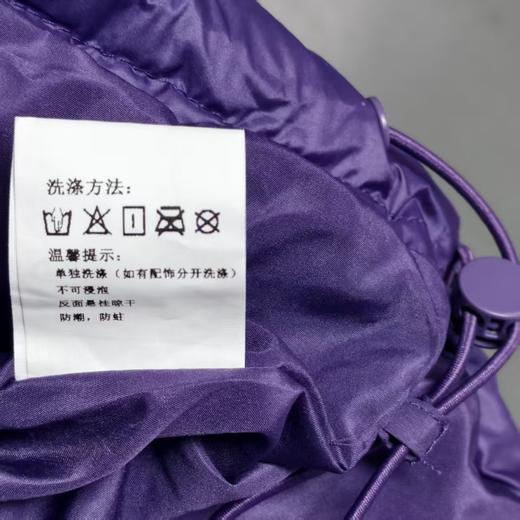 洗涤方法：
温馨提示：
单独洗涤（如有配饰分开洗涤）
不可浸泡
反面悬挂晾干
防潮，防蛀